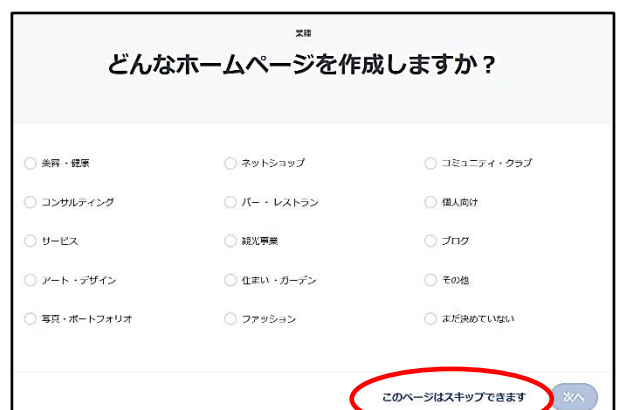 業種
どんなホームページを作成しますか？
美容・健康
ネットショップ
コミュニティ・クラブ
コンサルティング
バー・レストラン
個人向け
サービス
観光事業
ブログ
アート・デザイン
住まい・ガーデン
その他
写真・ポートフォリオ
ファッション
まだ決めていない
このページはスキップできます
次へ